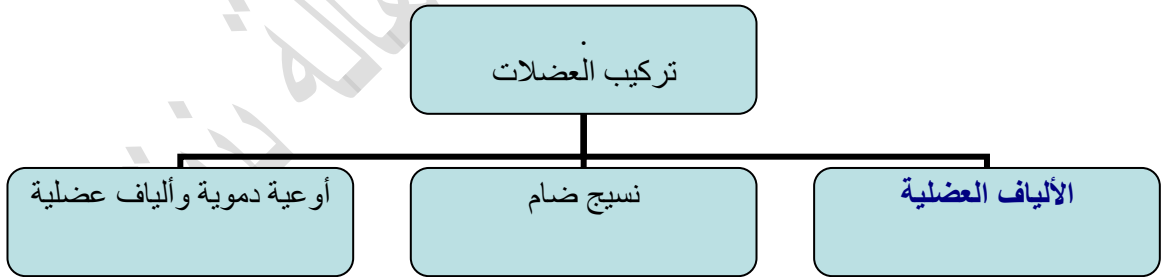 .
تركيب العضلات
الألياف العضلية
نسيج ضام
أوعية دموية وألياف عضلية